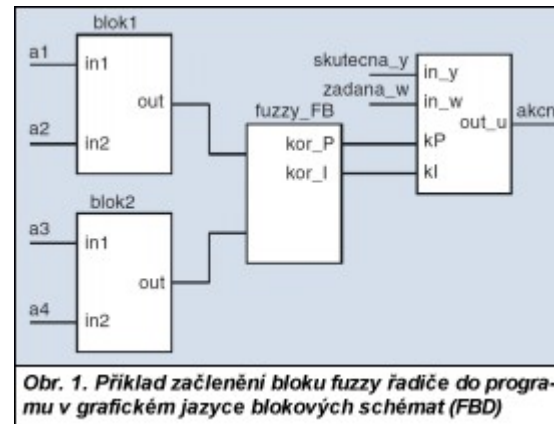 blok1
a1
in1
out
a2
in2
blok2
a3
in1
out
a4
in2
fuzzy_FB
kor_P
kor_I
skutecna_y
in_y
zadana_w
in_w
out_u
kP
kI
Obr. 1. Příklad začlenění bloku fuzzy řadiče do progra-
mu v grafickém jazyce blokových schémat (FBD)